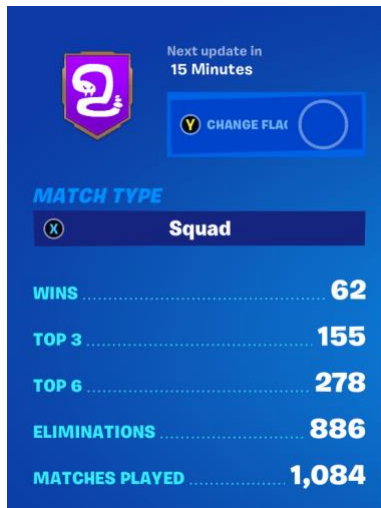 Next update in
15 Minutes
Y CHANGE FLA
MATCH TYPE
X Squad
WINS 62
TOP 3 155
TOP 6 278
ELIMINATIONS 886
MATCHES PLAYED 1,084